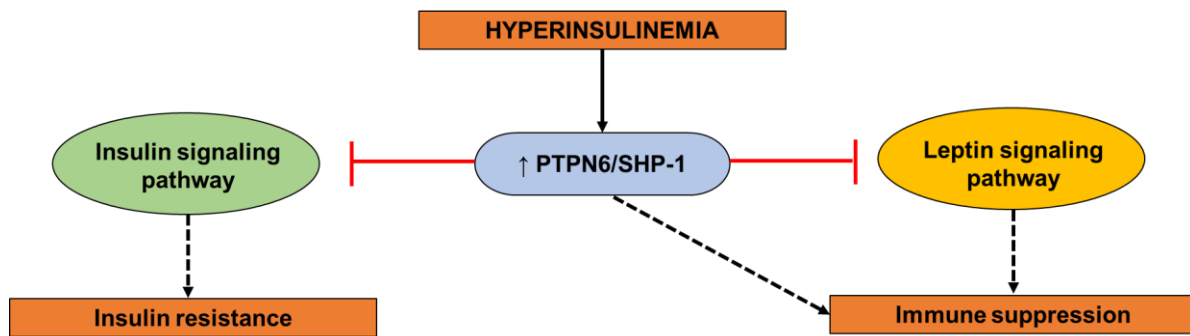 HYPERINSULINEMIA
Insulin signaling
pathway
↑ PTPN6/SHP-1
Leptin signaling
pathway
Insulin resistance
Immune suppression